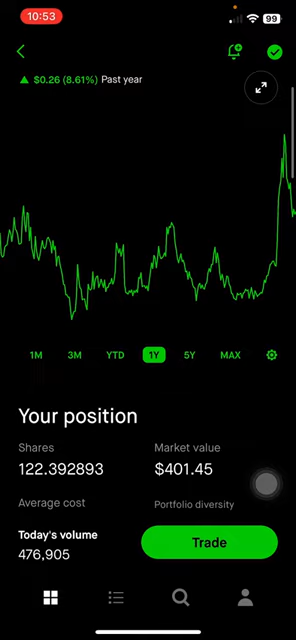 10:53
99
$0.26 (8.61%) Past year
1M 3M YTD 1Y 5Y MAX
Your position
Shares Market value
122.392893 $401.45
Average cost Portfolio diversity
Today's volume
476,905
Trade